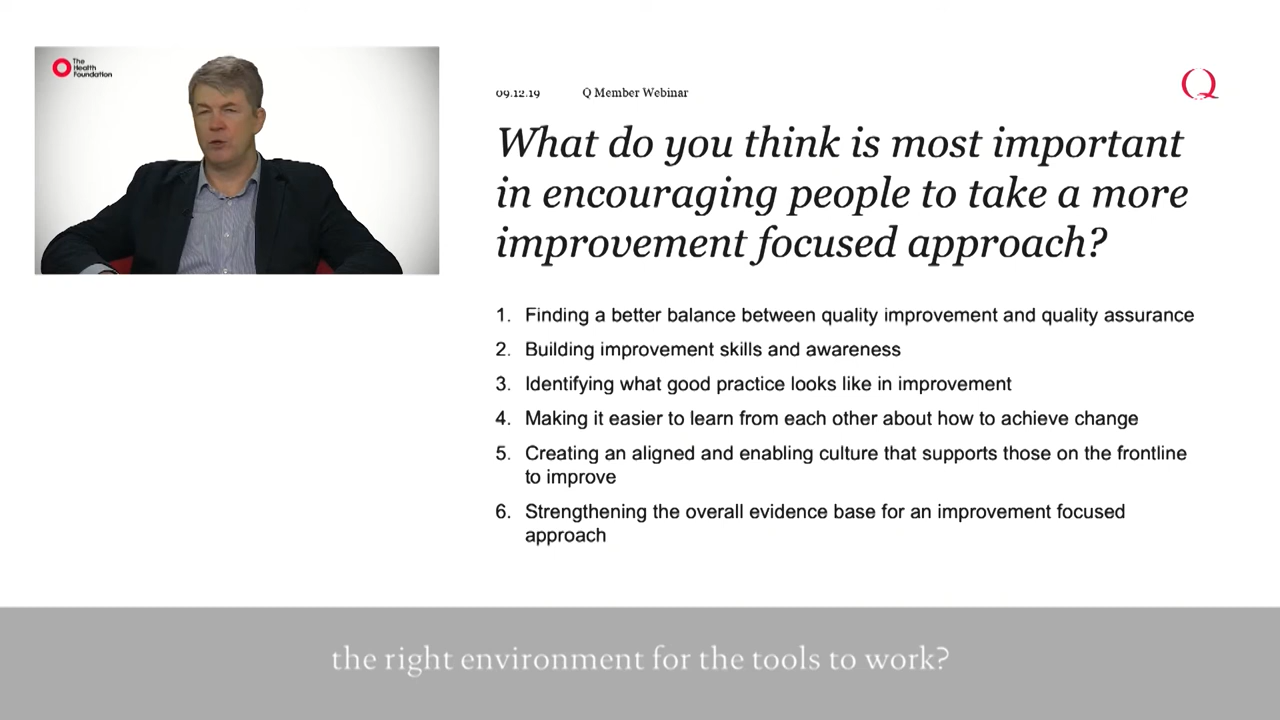 The
Health
Foundation
09.12.19 Q Member Webinar
Q
What do you think is most important
in encouraging people to take a more
improvement focused approach?
1. Finding a better balance between quality improvement and quality assurance
2. Building improvement skills and awareness
3. Identifying what good practice looks like in improvement
4. Making it easier to learn from each other about how to achieve change
5. Creating an aligned and enabling culture that supports those on the frontline
to improve
6. Strengthening the overall evidence base for an improvement focused
approach
the right environment for the tools to work?